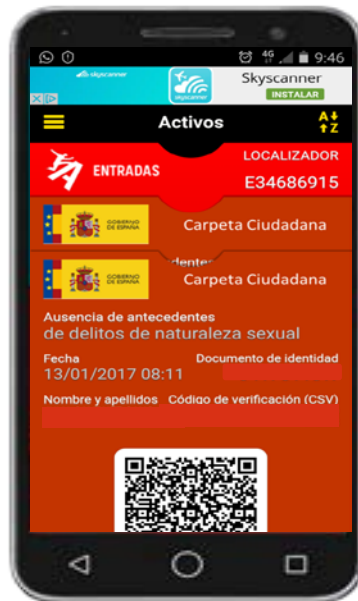 4G 9:46
skyscanner
skyscanner
Skyscanner
INSTALAR
Activos
A
Z
ENTRADAS
LOCALIZADOR
E34686915
GOBIERNO
DE ESPAÑA
Carpeta Ciudadana
GOBIERNO
DE ESPAÑA
Carpeta Ciudadana
Ausencia de antecedentes
de delitos de naturaleza sexual
Fecha
Documento de identidad
13/01/2017 08:11
Nombre y apellidos
Código de verificación (CSV)